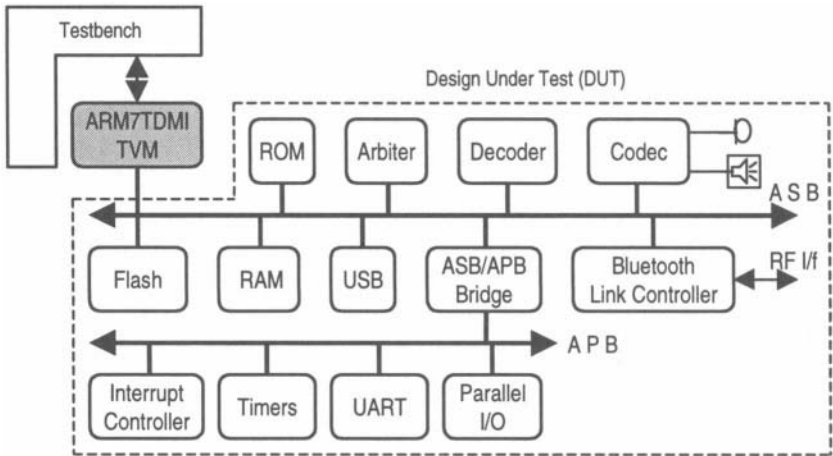 Testbench
Design Under Test (DUT)
ARM7TDMI
TVM
ROM
Arbiter
Decoder
Codec
A S B
Flash
RAM
USB
ASB/APB
Bridge
Bluetooth
Link Controller
RF I/f
A P B
Interrupt
Controller
Timers
UART
Parallel
I/O